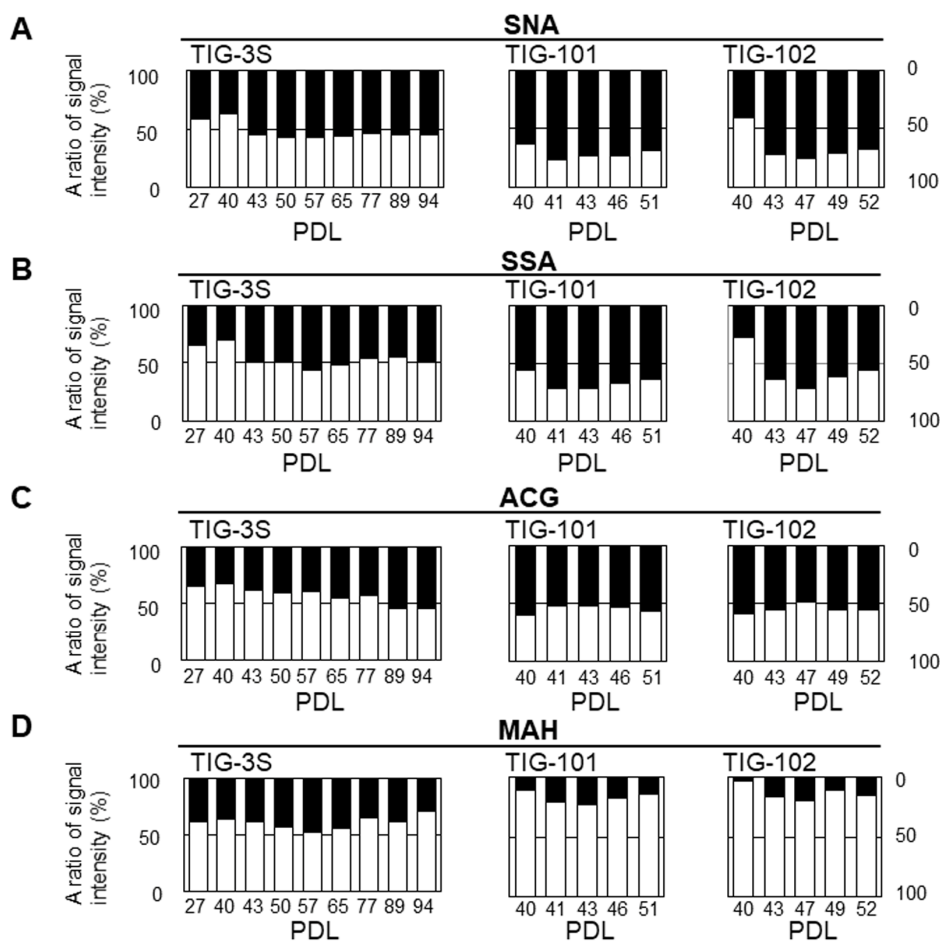 A
SNA
TIG-3S
TIG-101
TIG-102
A ratio of signal
intensity (%)
100
50
0
0
50
100
27 40 43 50 57 65 77 89 94
40 41 43 46 51
40 43 47 49 52
PDL
PDL
PDL
B
SSA
TIG-3S
TIG-101
TIG-102
A ratio of signal
intensity (%)
100
50
0
0
50
100
27 40 43 50 57 65 77 89 94
40 41 43 46 51
40 43 47 49 52
PDL
PDL
PDL
C
ACG
TIG-3S
TIG-101
TIG-102
A ratio of signal
intensity (%)
100
50
0
0
50
100
27 40 43 50 57 65 77 89 94
40 41 43 46 51
40 43 47 49 52
PDL
PDL
PDL
D
MAH
TIG-3S
TIG-101
TIG-102
A ratio of signal
intensity (%)
100
50
0
0
50
100
27 40 43 50 57 65 77 89 94
40 41 43 46 51
40 43 47 49 52
PDL
PDL
PDL